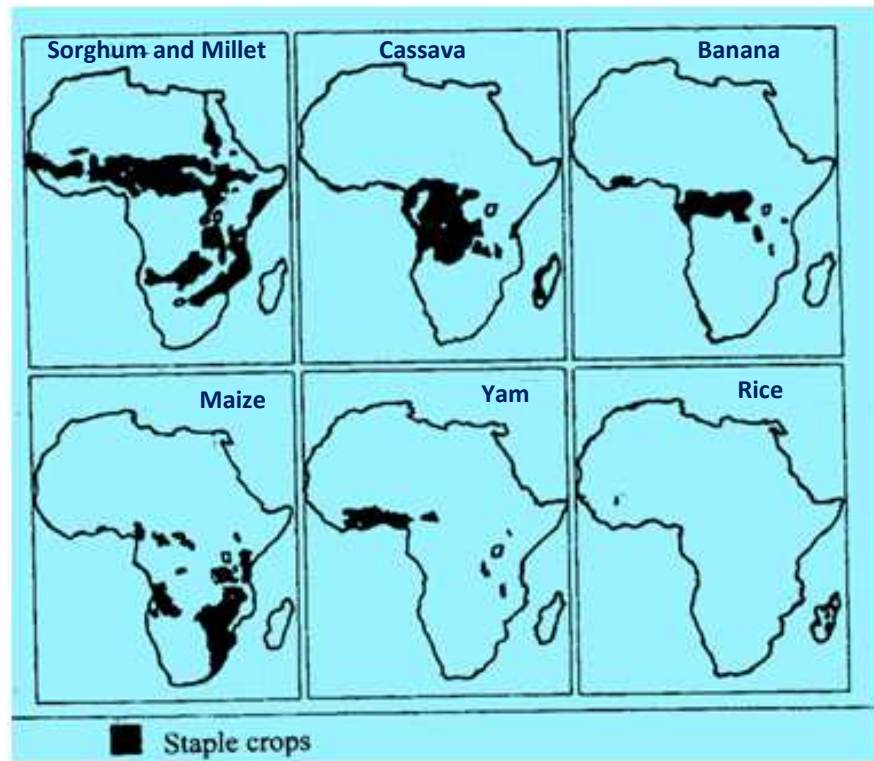 Sorghum and Millet
Cassava
Banana
Maize
Yam
Rice
Staple crops